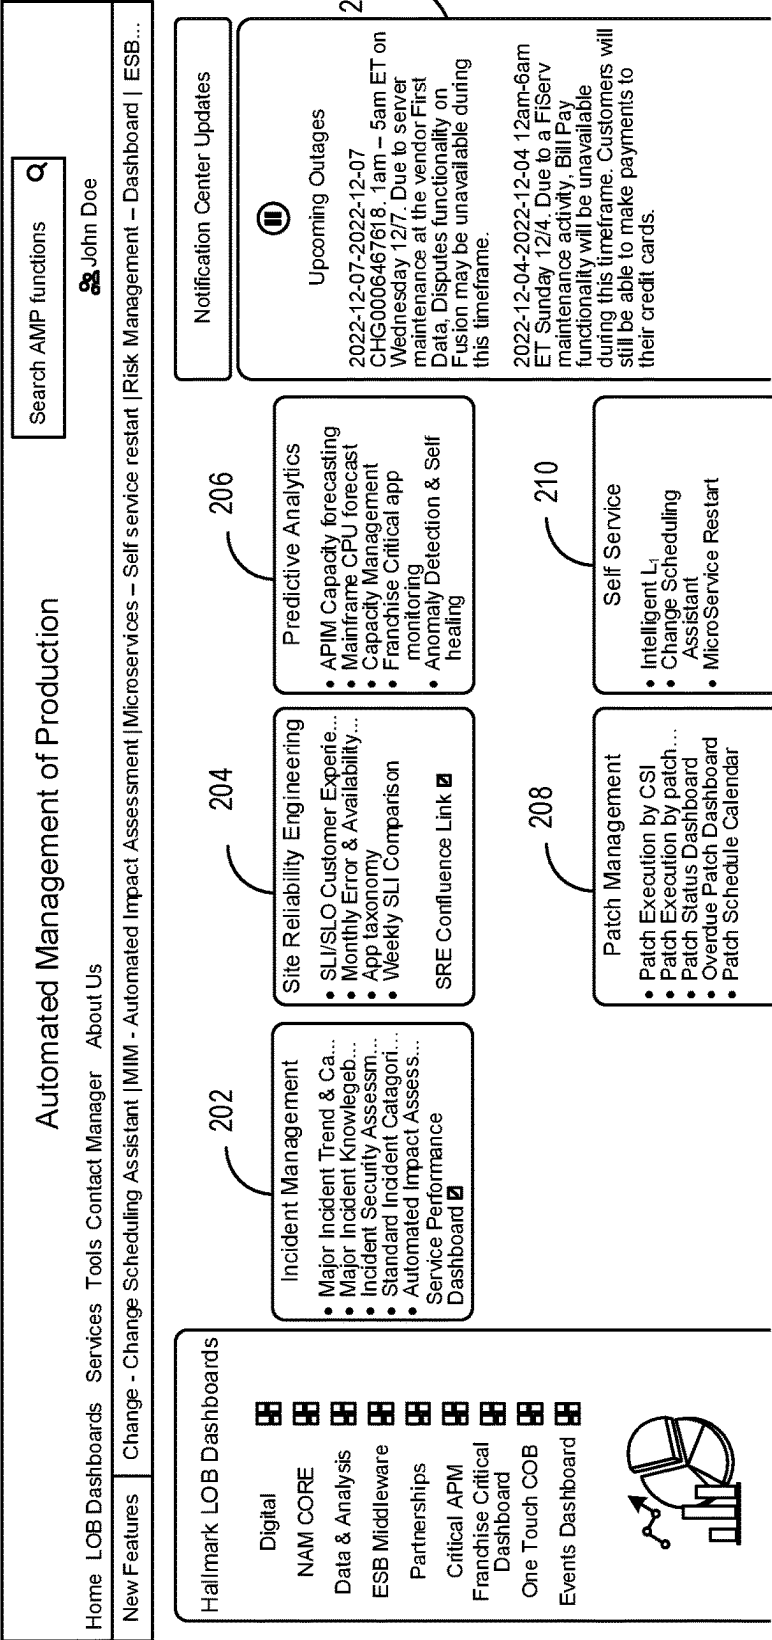 Automated Management of Production
Search AMP functions
Home LOB Dashboards Services Tools Contact Manager About Us
John Doe
New Features | Change - Change Scheduling Assistant | MIM - Automated Impact Assessment | Microservices – Self service restart | Risk Management – Dashboard | ESB...
Hallmark LOB Dashboards
Digital
NAM CORE
Data & Analysis
ESB Middleware
Partnerships
Critical APM
Franchise Critical
Dashboard
One Touch COB
Events Dashboard
202
Incident Management
• Major Incident Trend & Ca...
• Major Incident Knowlegeb...
• Incident Security Assessm...
• Standard Incident Catagori...
• Automated Impact Assess...
Service Performance
Dashboard
204
Site Reliability Engineering
• SLI/SLO Customer Experie...
• Monthly Error & Availability...
• App taxonomy
• Weekly SLI Comparison
SRE Confluence Link
206
Predictive Analytics
• APIM Capacity forecasting
• Mainframe CPU forecast
• Capacity Management
• Franchise Critical app
monitoring
• Anomaly Detection & Self
healing
208
Patch Management
• Patch Execution by CSI
• Patch Execution by patch...
• Patch Status Dashboard
• Overdue Patch Dashboard
• Patch Schedule Calendar
210
Self Service
• Intelligent L1
• Change Scheduling
Assistant
• MicroService Restart
Notification Center Updates
Upcoming Outages
2022-12-07-2022-12-07
CHG0006467618. 1am – 5am ET on
Wednesday 12/7. Due to server
maintenance at the vendor First
Data, Disputes functionality on
Fusion may be unavailable during
this timeframe.
2022-12-04-2022-12-04 12am-6am
ET Sunday 12/4. Due to a FiServ
maintenance activity, Bill Pay
functionality will be unavailable
during this timeframe. Customers will
still be able to make payments to
their credit cards.